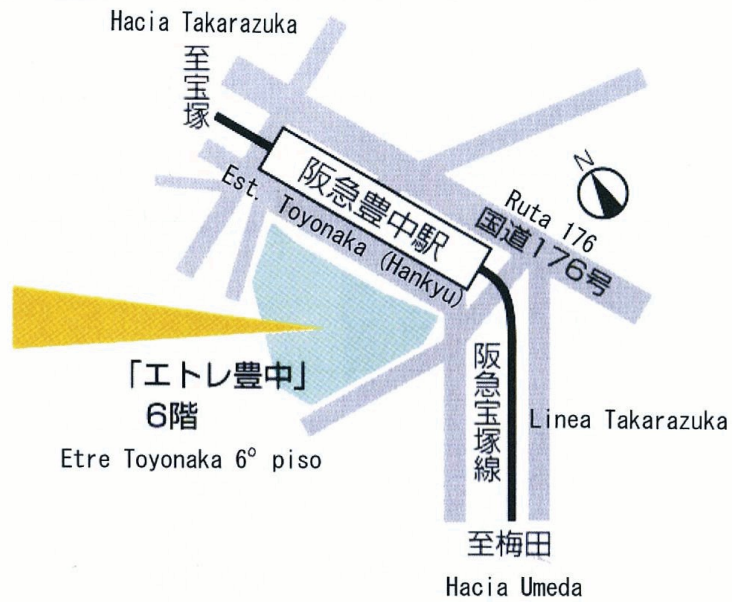 Hacia Takarazuka
至宝塚
阪急豊中駅
Est. Toyonaka (Hankyu)
N
Ruta 176
国道176号
「エトレ豊中」
6階
Etre Toyonaka 6° piso
阪急宝塚線
Linea Takarazuka
至梅田
Hacia Umeda